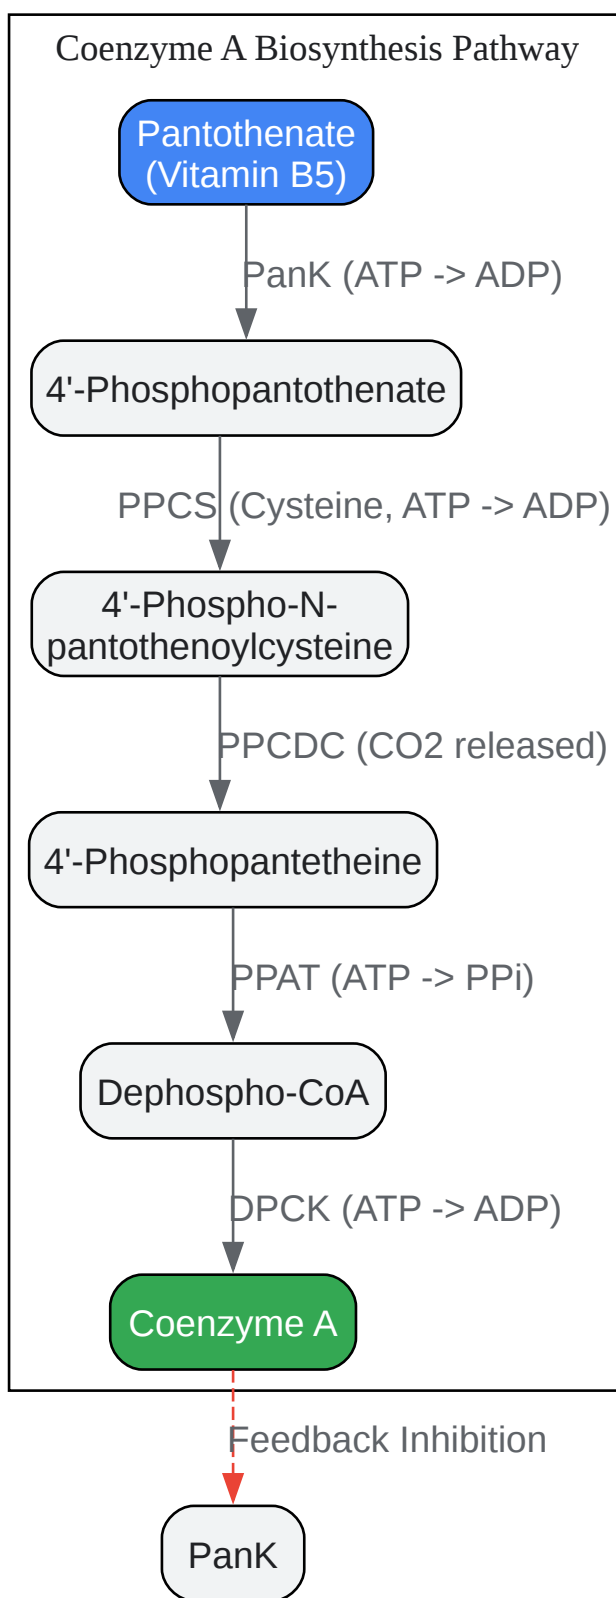 Coenzyme A Biosynthesis Pathway
Pantothenate
(Vitamin B5)
PanK (ATP -> ADP)
4'-Phosphopantothenate
PPCS (Cysteine, ATP -> ADP)
4'-Phospho-N-
pantothenoylcysteine
PPCDC (CO2 released)
4'-Phosphopantetheine
PPAT (ATP -> PPi)
Dephospho-CoA
DPCK (ATP -> ADP)
Coenzyme A
Feedback Inhibition
PanK